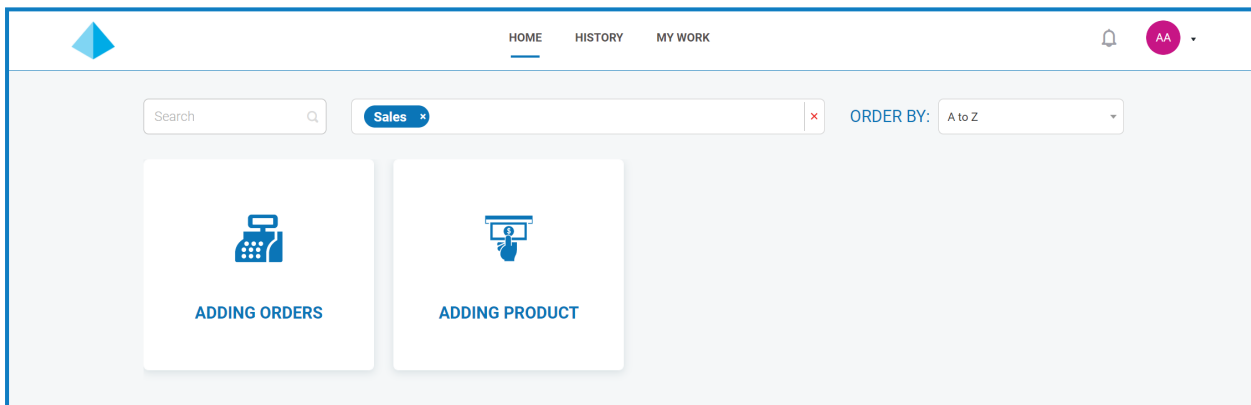 HOME HISTORY MY WORK
AA
Search
Sales ×
×
ORDER BY: A to Z
$
ADDING ORDERS
ADDING PRODUCT